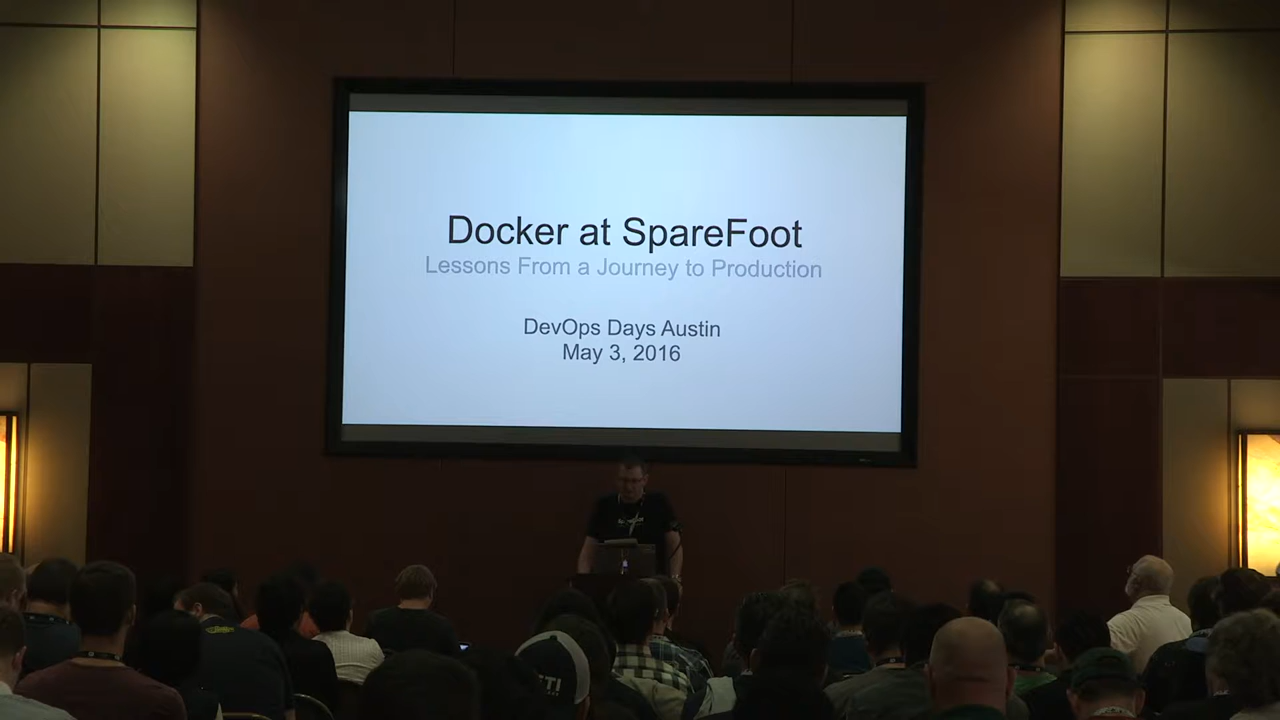 Docker at SpareFoot
Lessons From a Journey to Production
DevOps Days Austin
May 3, 2016